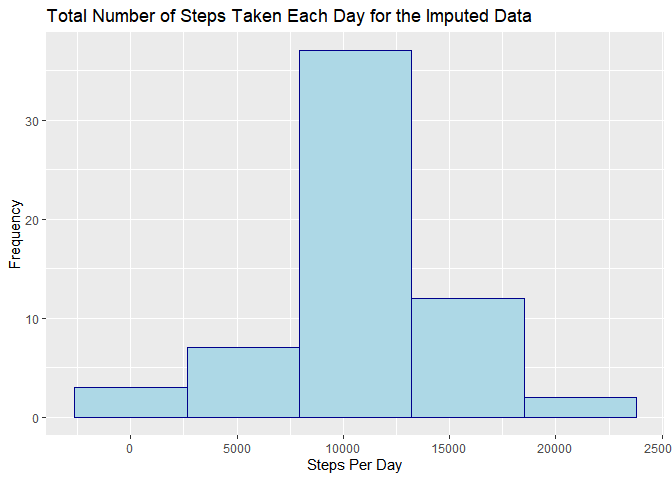 Total Number of Steps Taken Each Day for the Imputed Data
Frequency
30
20
10
0
0 5000 10000 15000 20000 25000
Steps Per Day